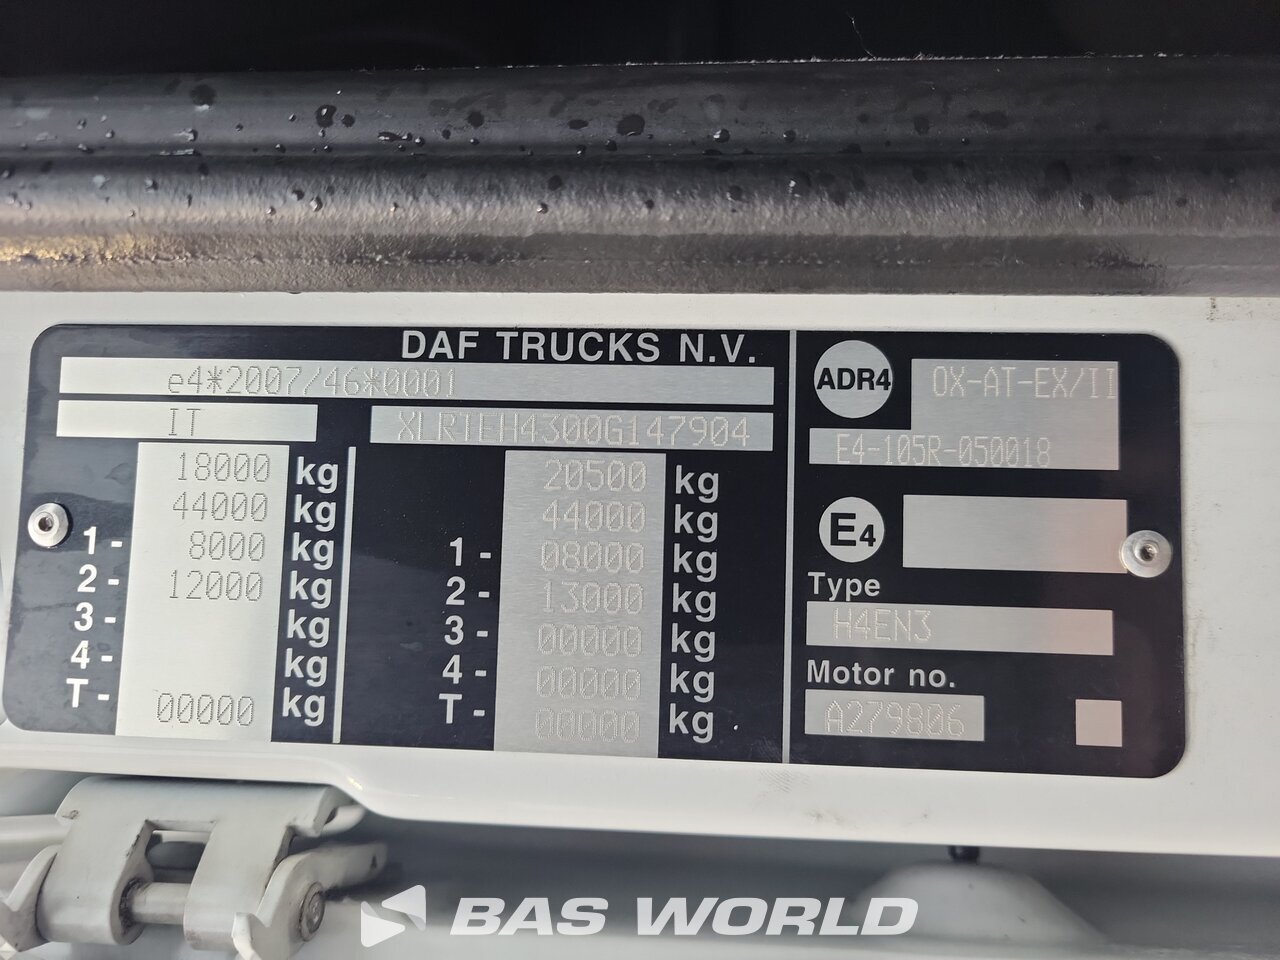 DAF TRUCKS N.V.
e4*2007/46*0001
IT
XLRTEH4300G147904
18000 kg
44000 kg
1- 8000 kg
2- 12000 kg
3- kg
4- kg
T- 00000 kg
20500 kg
44000 kg
1- 08000 kg
2- 13000 kg
3- 00000 kg
4- 00000 kg
T- 00000 kg
ADR4
OX-AT-EX/II
E4-105R-050018
E4
Type
H4EN3
Motor no.
A279806
BAS WORLD